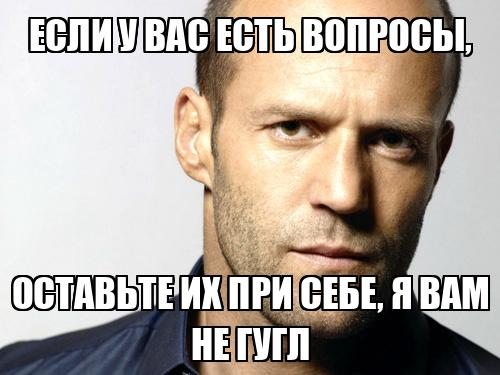 ЕСЛИ У ВАС ЕСТЬ ВОПРОСЫ,
ОСТАВЬТЕ ИХ ПРИ СЕБЕ, Я ВАМ
НЕ ГУГЛ